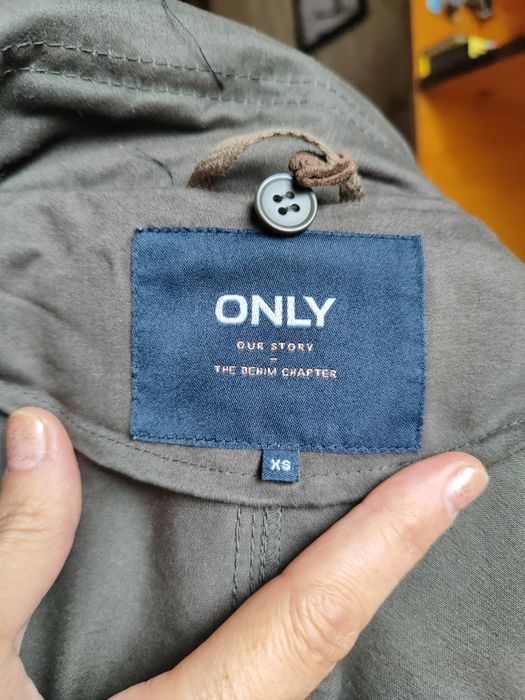 ONLY
OUR STORY
–
THE DENIM CHAPTER
XS